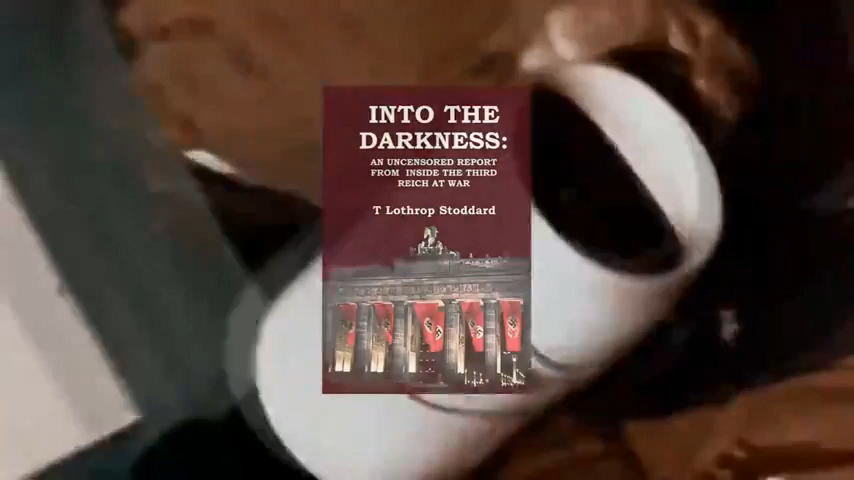 INTO THE
DARKNESS:
AN UNCENSORED REPORT
FROM INSIDE THE THIRD
REICH AT WAR
T Lothrop Stoddard